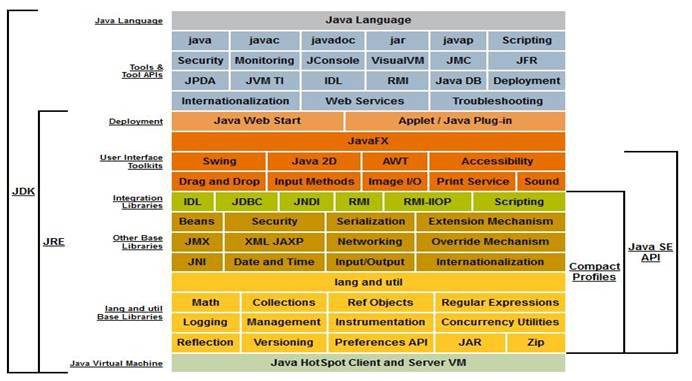 Java Language Java Language
java javac javadoc jar javap Scripting
Tools & Tool APIs Security Monitoring JConsole VisualVM JMC JFR
JPDA JVM TI IDL RMI Java DB Deployment
Internationalization Web Services Troubleshooting
Deployment Java Web Start Applet / Java Plug-in
JavaFX
User Interface Toolkits Swing Java 2D AWT Accessibility
Drag and Drop Input Methods Image I/O Print Service Sound
Integration Libraries IDL JDBC JNDI RMI RMI-IIOP Scripting
Beans Security Serialization Extension Mechanism
Other Base Libraries JMX XML JAXP Networking Override Mechanism
JNI Date and Time Input/Output Internationalization
lang and util
lang and util Base Libraries Math Collections Ref Objects Regular Expressions
Logging Management Instrumentation Concurrency Utilities
Reflection Versioning Preferences API JAR Zip
Java Virtual Machine Java HotSpot Client and Server VM
JDK
JRE
Compact Profiles
Java SE API